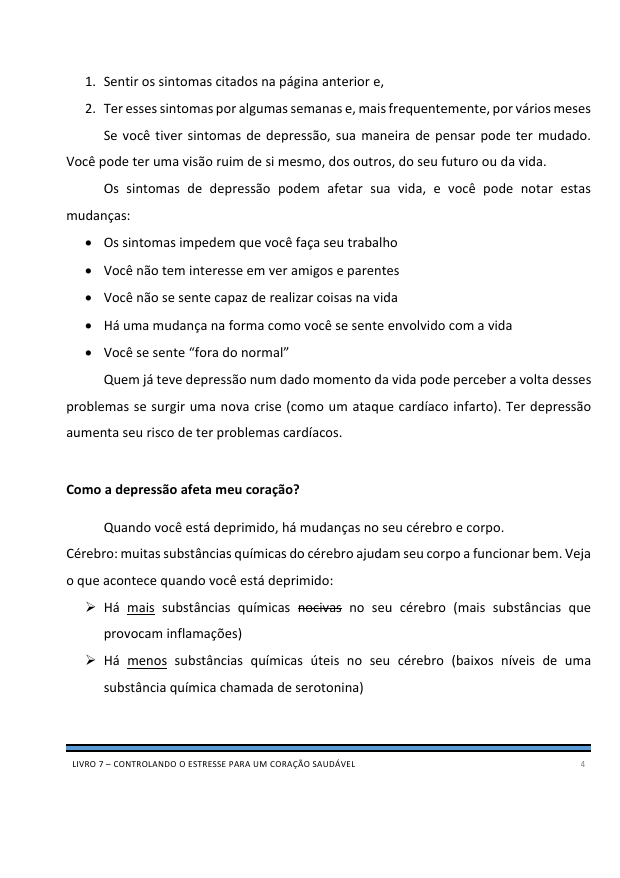 1. Sentir os sintomas citados na página anterior e,
2. Ter esses sintomas por algumas semanas e, mais frequentemente, por vários meses
Se você tiver sintomas de depressão, sua maneira de pensar pode ter mudado.
Você pode ter uma visão ruim de si mesmo, dos outros, do seu futuro ou da vida.
Os sintomas de depressão podem afetar sua vida, e você pode notar estas
mudanças:
• Os sintomas impedem que você faça seu trabalho
• Você não tem interesse em ver amigos e parentes
• Você não se sente capaz de realizar coisas na vida
• Há uma mudança na forma como você se sente envolvido com a vida
• Você se sente “fora do normal”
Quem já teve depressão num dado momento da vida pode perceber a volta desses
problemas se surgir uma nova crise (como um ataque cardíaco infarto). Ter depressão
aumenta seu risco de ter problemas cardíacos.
Como a depressão afeta meu coração?
Quando você está deprimido, há mudanças no seu cérebro e corpo.
Cérebro: muitas substâncias químicas do cérebro ajudam seu corpo a funcionar bem. Veja
o que acontece quando você está deprimido:
➢ Há mais substâncias químicas nocivas no seu cérebro (mais substâncias que
provocam inflamações)
➢ Há menos substâncias químicas úteis no seu cérebro (baixos níveis de uma
substância química chamada de serotonina)
LIVRO 7 – CONTROLANDO O ESTRESSE PARA UM CORAÇÃO SAUDÁVEL 4